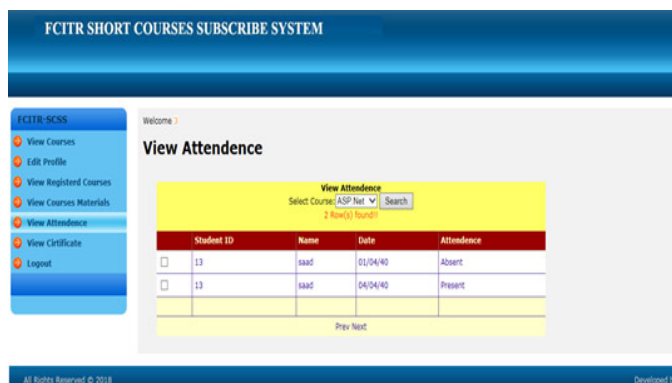 FCITR SHORT COURSES SUBSCRIBE SYSTEM
FCITR-SCSS
View Courses
Edit Profile
View Registerd Courses
View Courses Materials
View Attendence
View Cirtificate
Logout
Welcome 3
View Attendence
View Attendence
Select Course: ASP.Net Search
2 Row(s) found!!
Student ID Name Date Attendence
13 saad 01/04/40 Absent
13 saad 04/04/40 Present
Prev Next
All Rights Reserved © 2018
Developed